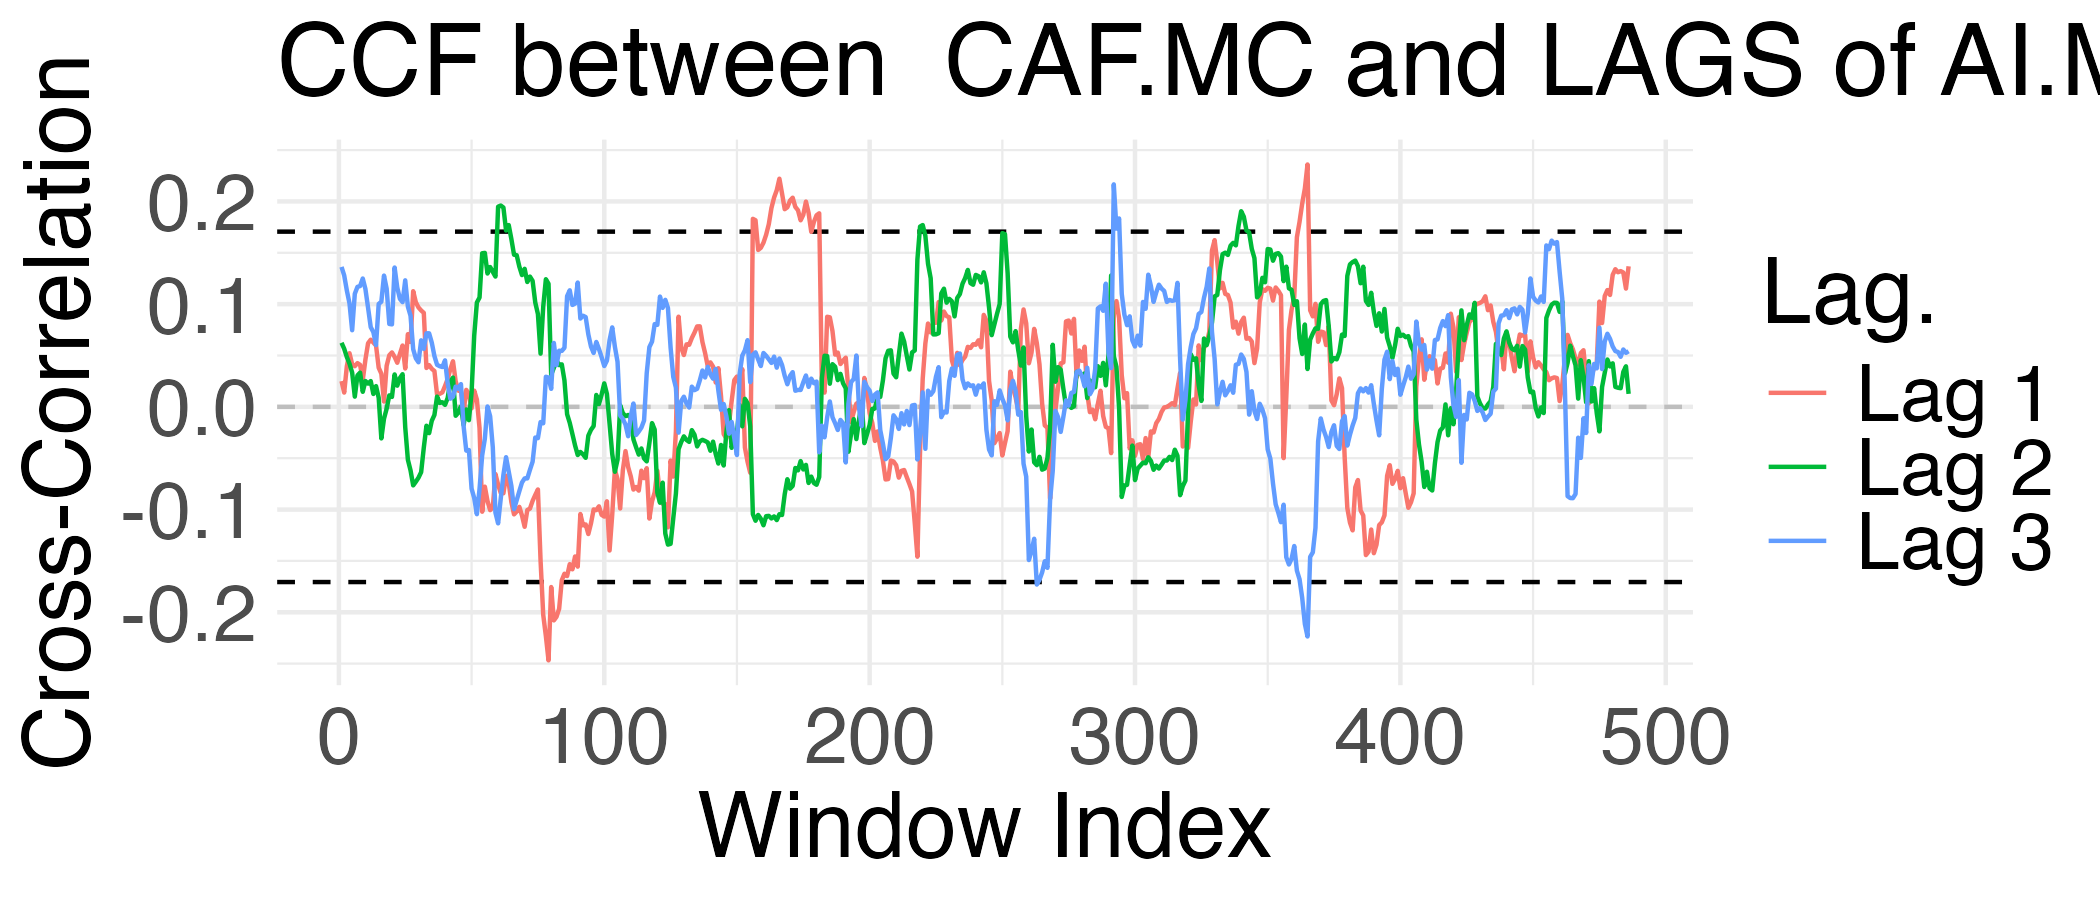 CCF between  CAF.MC and LAGS of AI.M
Cross-Correlation
0.2
0.1
0.0
-0.1
-0.2
0 100 200 300 400 500
Window Index
Lag.
Lag 1
Lag 2
Lag 3